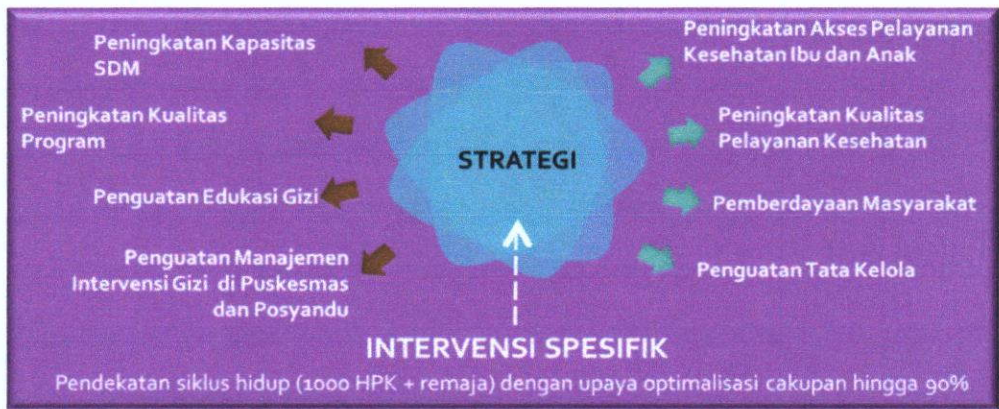 Peningkatan Kapasitas
SDM
Peningkatan Kualitas
Program
Penguatan Edukasi Gizi
Penguatan Manajemen
Intervensi Gizi di Puskesmas
dan Posyandu
STRATEGI
Peningkatan Akses Pelayanan
Kesehatan Ibu dan Anak
Peningkatan Kualitas
Pelayanan Kesehatan
Pemberdayaan Masyarakat
Penguatan Tata Kelola
INTERVENSI SPESIFIK
Pendekatan siklus hidup (1000 HPK + remaja) dengan upaya optimalisasi cakupan hingga 90%